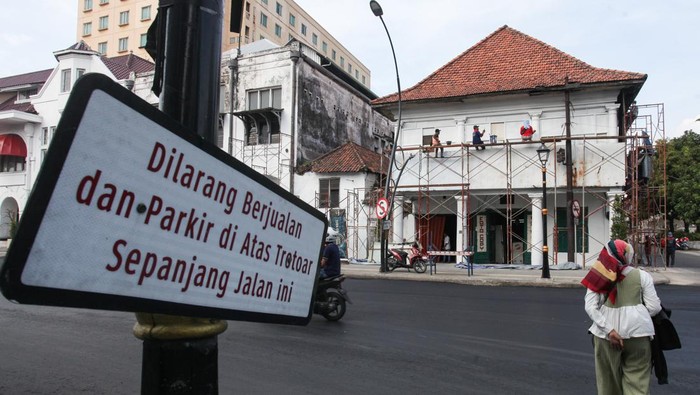 Dilarang Berjualan
dan Parkir di Atas Trotoar
Sepanjang Jalan ini